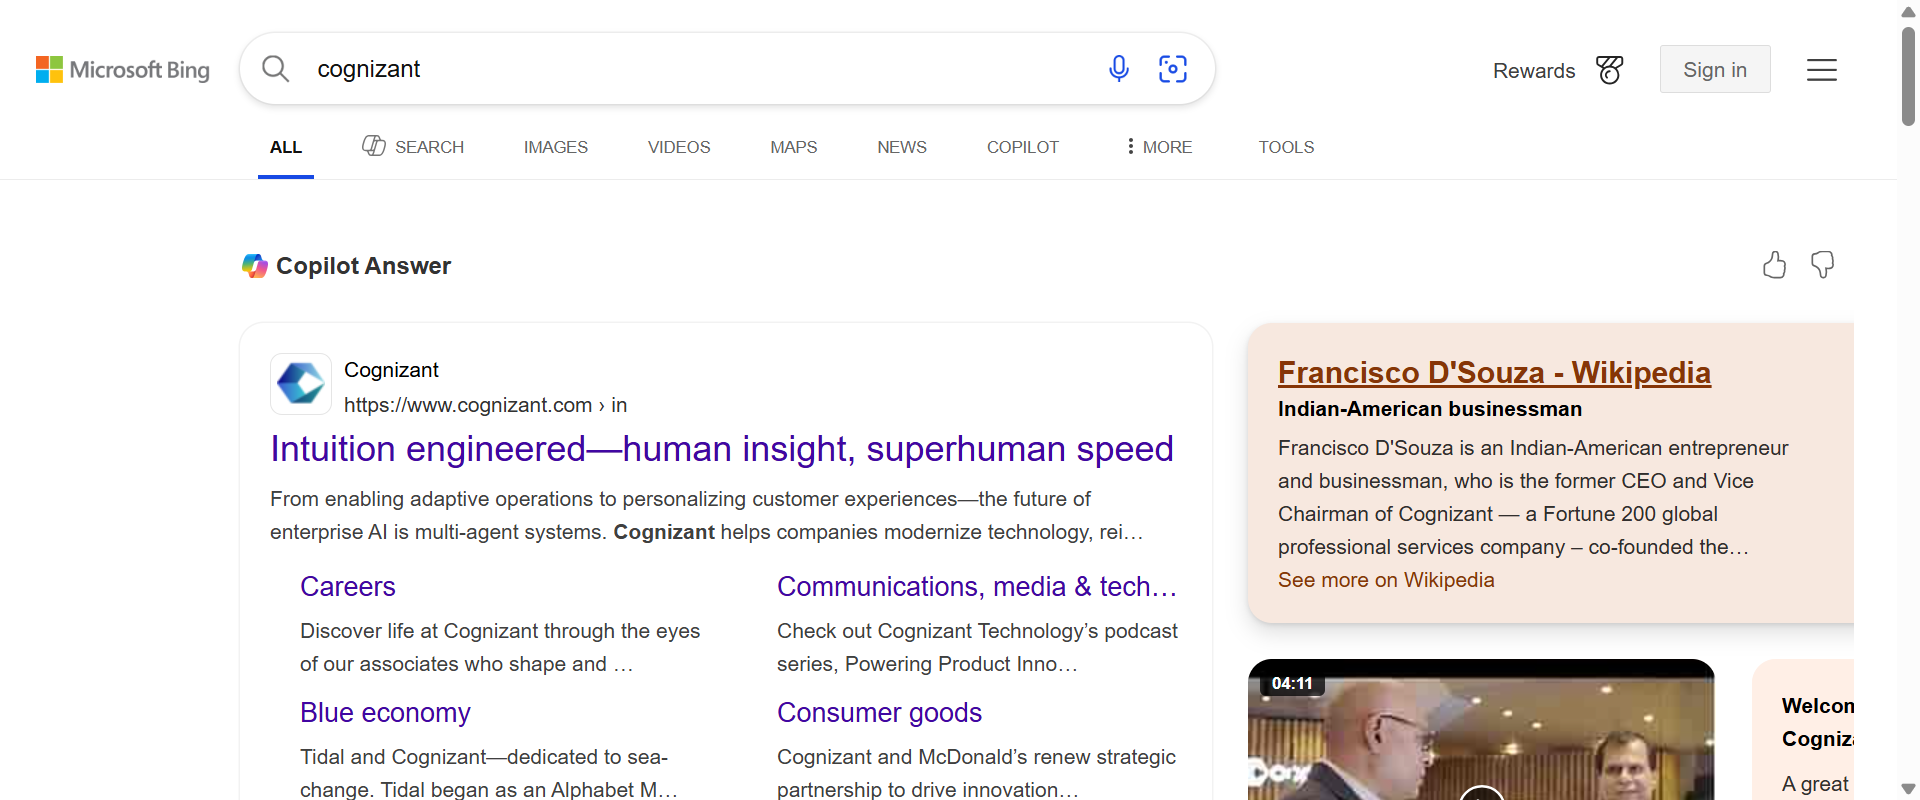 Microsoft Bing
cognizant
Rewards
Sign in
ALL
SEARCH
IMAGES
VIDEOS
MAPS
NEWS
COPILOT
MORE
TOOLS
Copilot Answer
Cognizant
https://www.cognizant.com › in
Intuition engineered—human insight, superhuman speed
From enabling adaptive operations to personalizing customer experiences—the future of
enterprise AI is multi-agent systems. Cognizant helps companies modernize technology, rei…
Careers
Discover life at Cognizant through the eyes
of our associates who shape and …
Communications, media & tech…
Check out Cognizant Technology’s podcast
series, Powering Product Inno…
Blue economy
Tidal and Cognizant—dedicated to sea-
change. Tidal began as an Alphabet M…
Consumer goods
Cognizant and McDonald’s renew strategic
partnership to drive innovation…
Francisco D'Souza - Wikipedia
Indian-American businessman
Francisco D'Souza is an Indian-American entrepreneur
and businessman, who is the former CEO and Vice
Chairman of Cognizant — a Fortune 200 global
professional services company – co-founded the…
See more on Wikipedia
04:11
A great